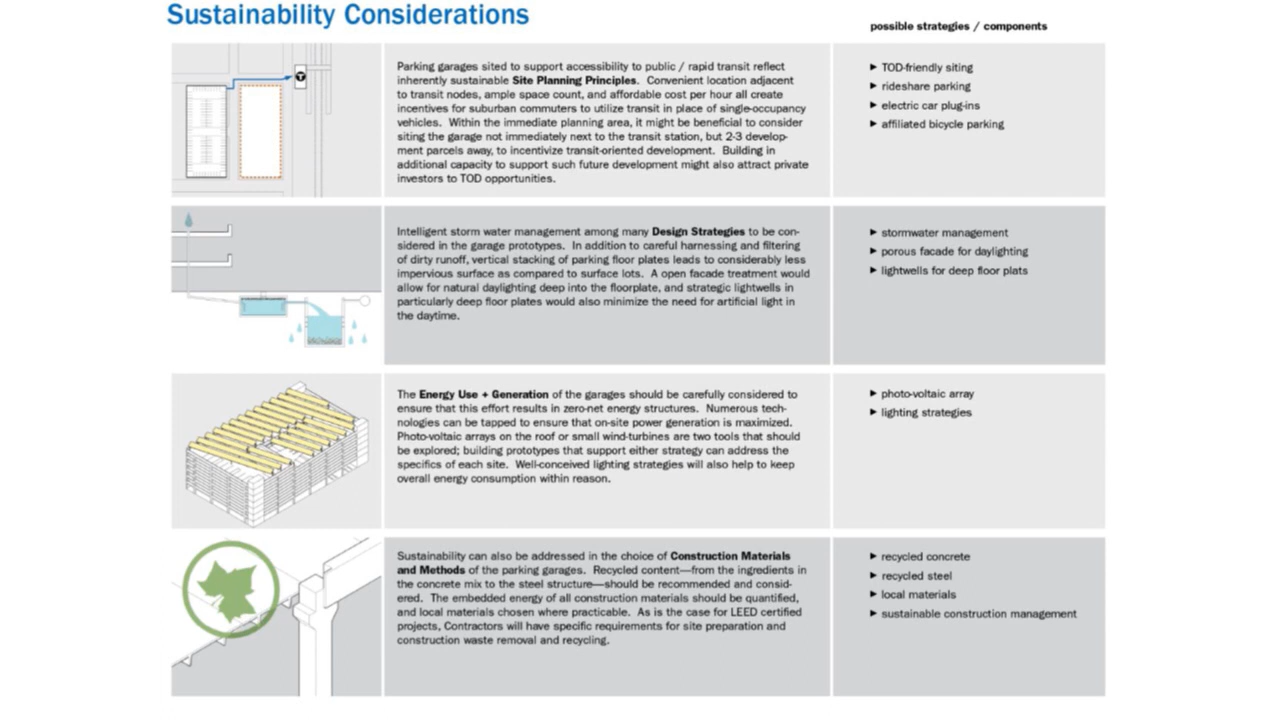 Sustainability Considerations
possible strategies / components
Parking garages sited to support accessibility to public / rapid transit reflect
inherently sustainable Site Planning Principles. Convenient location adjacent
to transit nodes, ample space count, and affordable cost per hour all create
incentives for suburban commuters to utilize transit in place of single-occupancy
vehicles. Within the immediate planning area, it might be beneficial to consider
siting the garage not immediately next to the transit station, but 2-3 develop-
ment parcels away, to incentivize transit-oriented development. Building in
additional capacity to support such future development might also attract private
investors to TOD opportunities.
► TOD-friendly siting
► rideshare parking
► electric car plug-ins
► affiliated bicycle parking
T
Intelligent storm water management among many Design Strategies to be con-
sidered in the garage prototypes. In addition to careful harnessing and filtering
of dirty runoff, vertical stacking of parking floor plates leads to considerably less
impervious surface as compared to surface lots. A open facade treatment would
allow for natural daylighting deep into the floorplate, and strategic lightwells in
particularly deep floor plates would also minimize the need for artificial light in
the daytime.
► stormwater management
► porous facade for daylighting
► lightwells for deep floor plats
The Energy Use + Generation of the garages should be carefully considered to
ensure that this effort results in zero-net energy structures. Numerous tech-
nologies can be tapped to ensure that on-site power generation is maximized.
Photo-voltaic arrays on the roof or small wind-turbines are two tools that should
be explored; building prototypes that support either strategy can address the
specifics of each site. Well-conceived lighting strategies will also help to keep
overall energy consumption within reason.
► photo-voltaic array
► lighting strategies
Sustainability can also be addressed in the choice of Construction Materials
and Methods of the parking garages. Recycled content—from the ingredients in
the concrete mix to the steel structure—should be recommended and consid-
ered. The embedded energy of all construction materials should be quantified,
and local materials chosen where practicable. As is the case for LEED certified
projects, Contractors will have specific requirements for site preparation and
construction waste removal and recycling.
► recycled concrete
► recycled steel
► local materials
► sustainable construction management